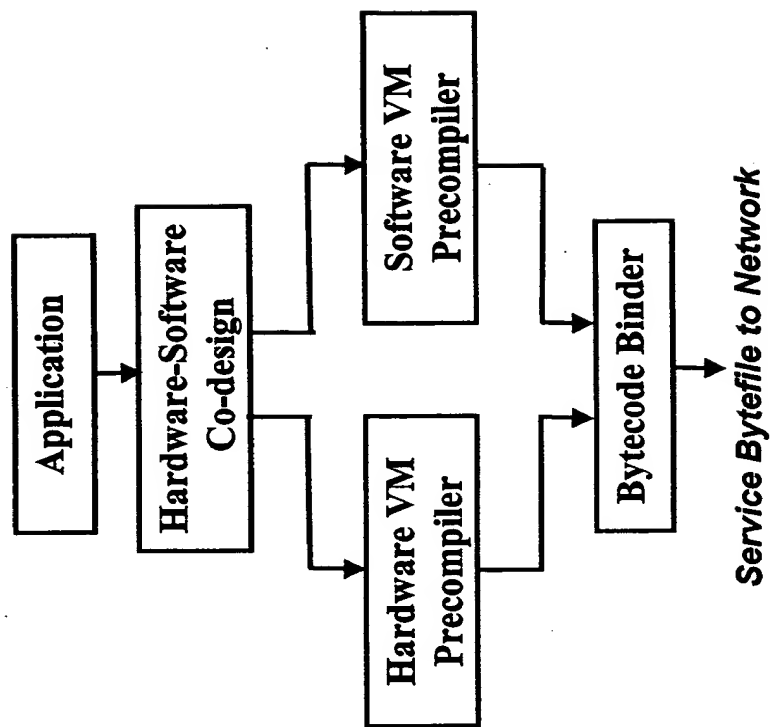 Application
Hardware-Software
Co-design
Hardware VM
Precompiler
Software VM
Precompiler
Bytecode Binder
Service Bytefile to Network